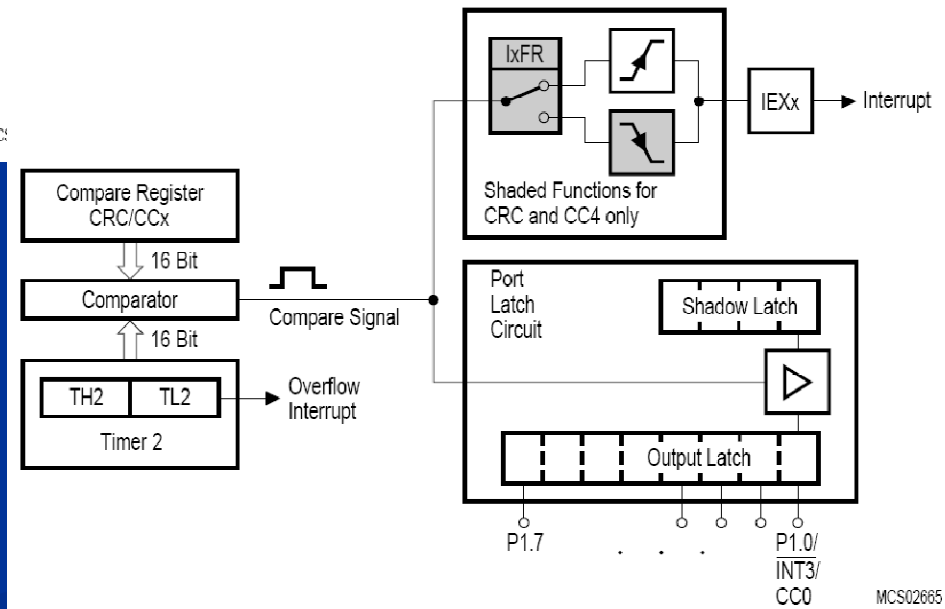 IxFR
IEXx
Interrupt
Shaded Functions for
CRC and CC4 only
Compare Register
CRC/CCx
16 Bit
Comparator
16 Bit
TH2 TL2
Timer 2
Overflow
Interrupt
Compare Signal
Port
Latch
Circuit
Shadow Latch
Output Latch
P1.7
. . .
P1.0/
INT3/
CC0
MCS02665